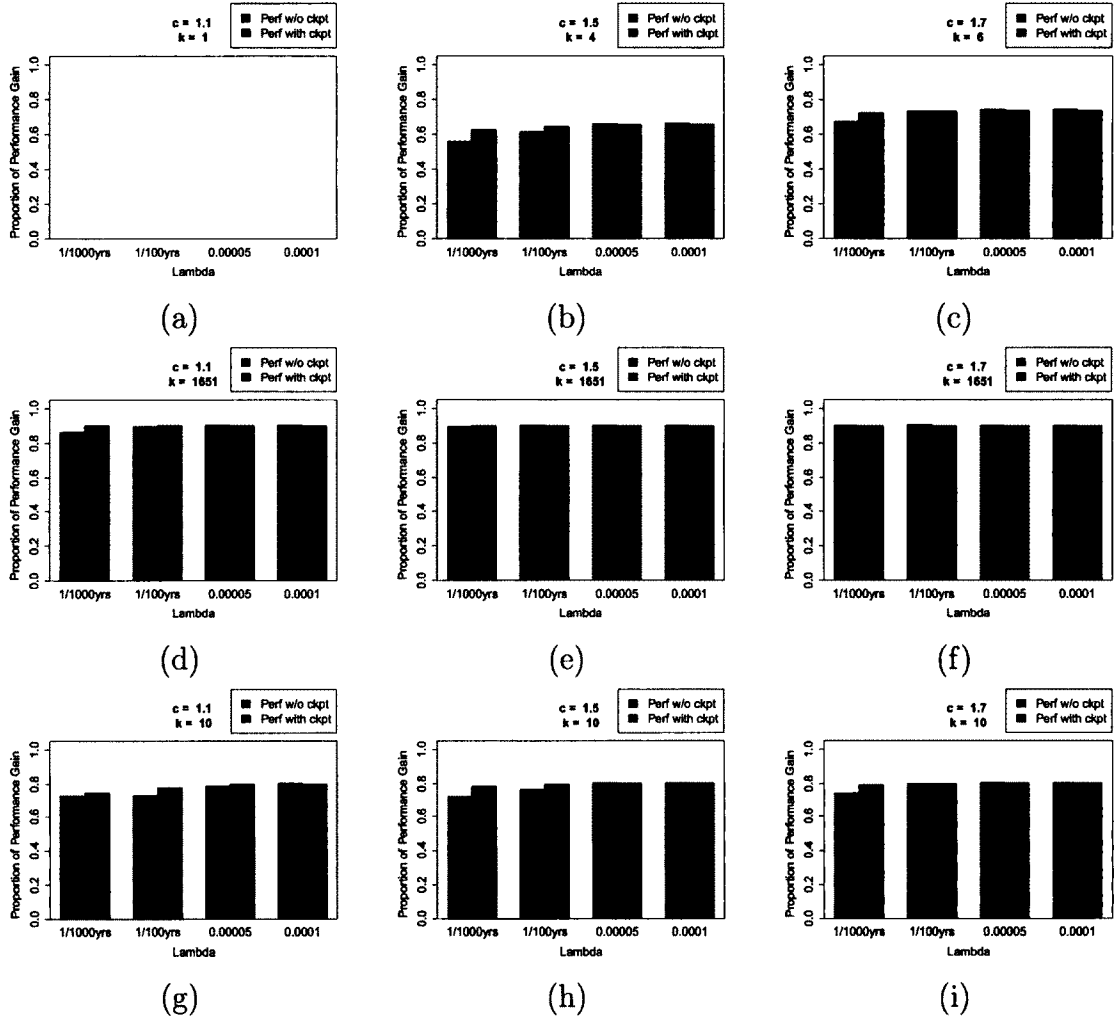 c = 1.1
k = 1
Perf w/o ckpt
Perf with ckpt
Proportion of Performance Gain
1.0
0.8
0.6
0.4
0.2
0.0
1/1000yrs
1/100yrs
0.00005
0.0001
Lambda
(a)
c = 1.5
k = 4
Perf w/o ckpt
Perf with ckpt
Proportion of Performance Gain
1.0
0.8
0.6
0.4
0.2
0.0
1/1000yrs
1/100yrs
0.00005
0.0001
Lambda
(b)
c = 1.7
k = 6
Perf w/o ckpt
Perf with ckpt
Proportion of Performance Gain
1.0
0.8
0.6
0.4
0.2
0.0
1/1000yrs
1/100yrs
0.00005
0.0001
Lambda
(c)
c = 1.1
k = 1651
Perf w/o ckpt
Perf with ckpt
Proportion of Performance Gain
1.0
0.8
0.6
0.4
0.2
0.0
1/1000yrs
1/100yrs
0.00005
0.0001
Lambda
(d)
c = 1.5
k = 1651
Perf w/o ckpt
Perf with ckpt
Proportion of Performance Gain
1.0
0.8
0.6
0.4
0.2
0.0
1/1000yrs
1/100yrs
0.00005
0.0001
Lambda
(e)
c = 1.7
k = 1651
Perf w/o ckpt
Perf with ckpt
Proportion of Performance Gain
1.0
0.8
0.6
0.4
0.2
0.0
1/1000yrs
1/100yrs
0.00005
0.0001
Lambda
(f)
c = 1.1
k = 10
Perf w/o ckpt
Perf with ckpt
Proportion of Performance Gain
1.0
0.8
0.6
0.4
0.2
0.0
1/1000yrs
1/100yrs
0.00005
0.0001
Lambda
(g)
c = 1.5
k = 10
Perf w/o ckpt
Perf with ckpt
Proportion of Performance Gain
1.0
0.8
0.6
0.4
0.2
0.0
1/1000yrs
1/100yrs
0.00005
0.0001
Lambda
(h)
c = 1.7
k = 10
Perf w/o ckpt
Perf with ckpt
Proportion of Performance Gain
1.0
0.8
0.6
0.4
0.2
0.0
1/1000yrs
1/100yrs
0.00005
0.0001
Lambda
(i)